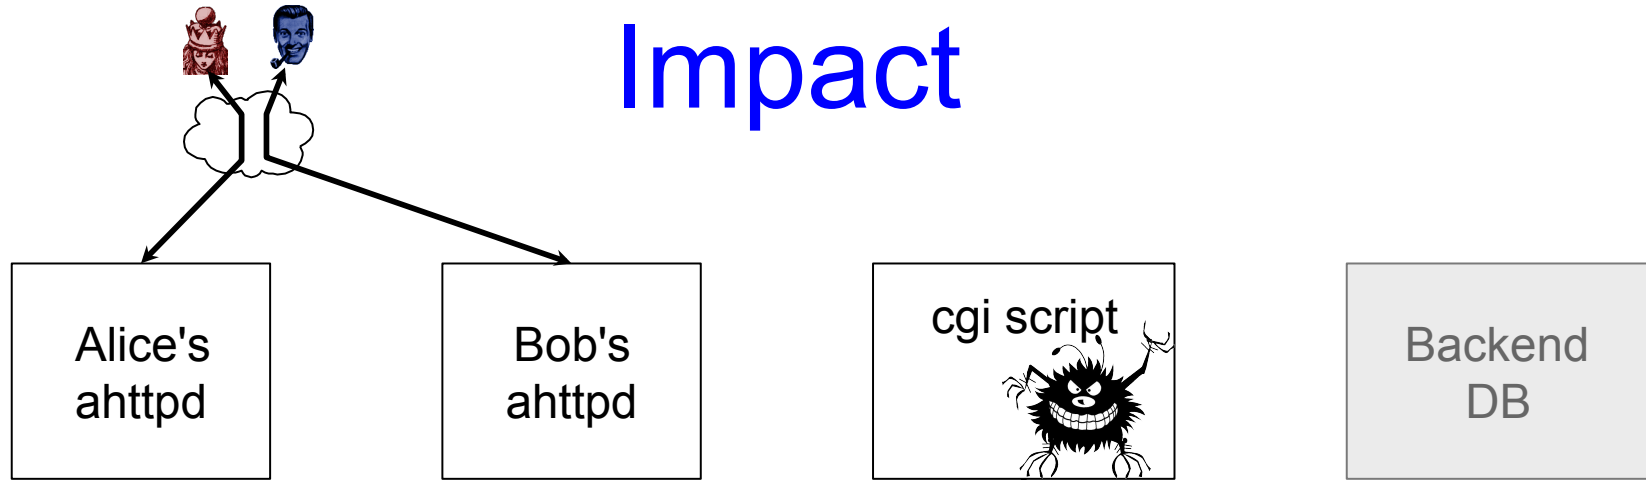 Impact
Alice's
ahttpd
Bob's
ahttpd
cgi script
Backend
DB